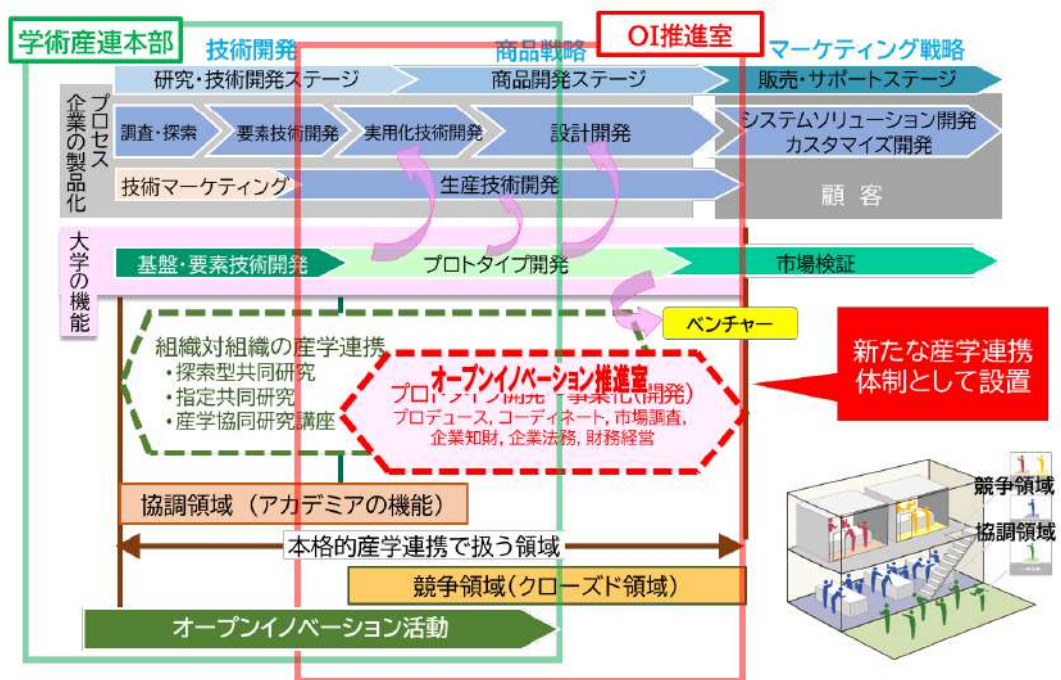 学術産連本部
OI推進室
技術開発
商品戦略
マーケティング戦略
研究・技術開発ステージ
商品開発ステージ
販売・サポートステージ
企業の製品化
プロセス
調査・探索
要素技術開発
実用化技術開発
設計開発
システムソリューション開発
カスタマイズ開発
技術マーケティング
生産技術開発
顧 客
大学の機能
基盤・要素技術開発
プロトタイプ開発
市場検証
ベンチャー
組織対組織の産学連携
・探索型共同研究
・指定共同研究
・産学協同研究講座
オープンイノベーション推進室
プロトタイプ開発 事業化(開発)
プロデュース, コーディネート, 市場調査,
企業知財, 企業法務, 財務経営
新たな産学連携
体制として設置
協調領域 (アカデミアの機能)
本格的産学連携で扱う領域
競争領域(クローズド領域)
オープンイノベーション活動
競争領域
協調領域